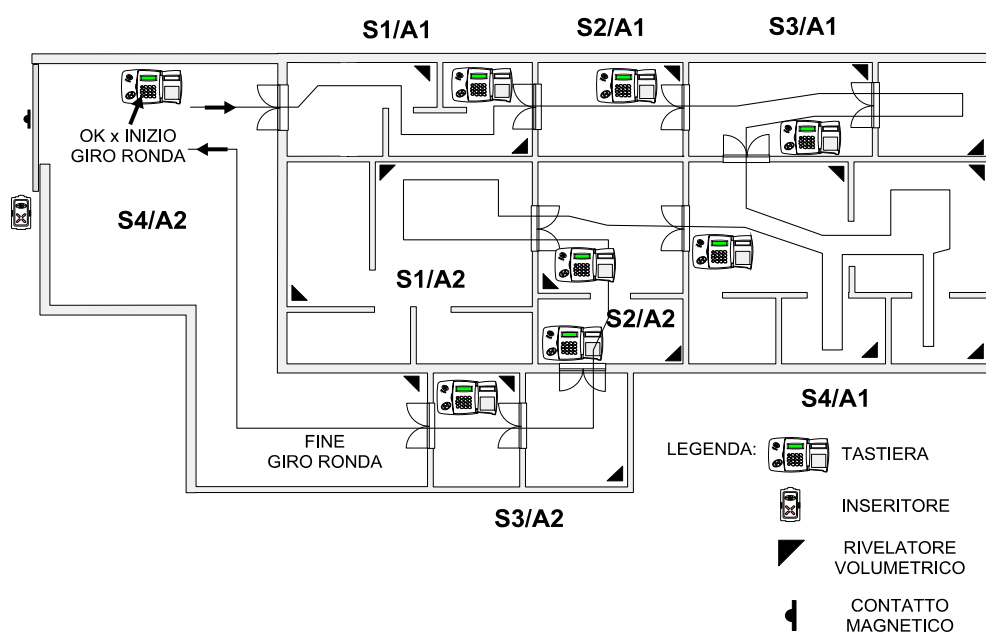 S1/A1
S2/A1
S3/A1
OK x INIZIO
GIRO RONDA
S4/A2
S1/A2
S2/A2
S4/A1
FINE
GIRO RONDA
S3/A2
LEGENDA:
TASTIERA
INSERITORE
RIVELATORE
VOLUMETRICO
CONTATTO
MAGNETICO